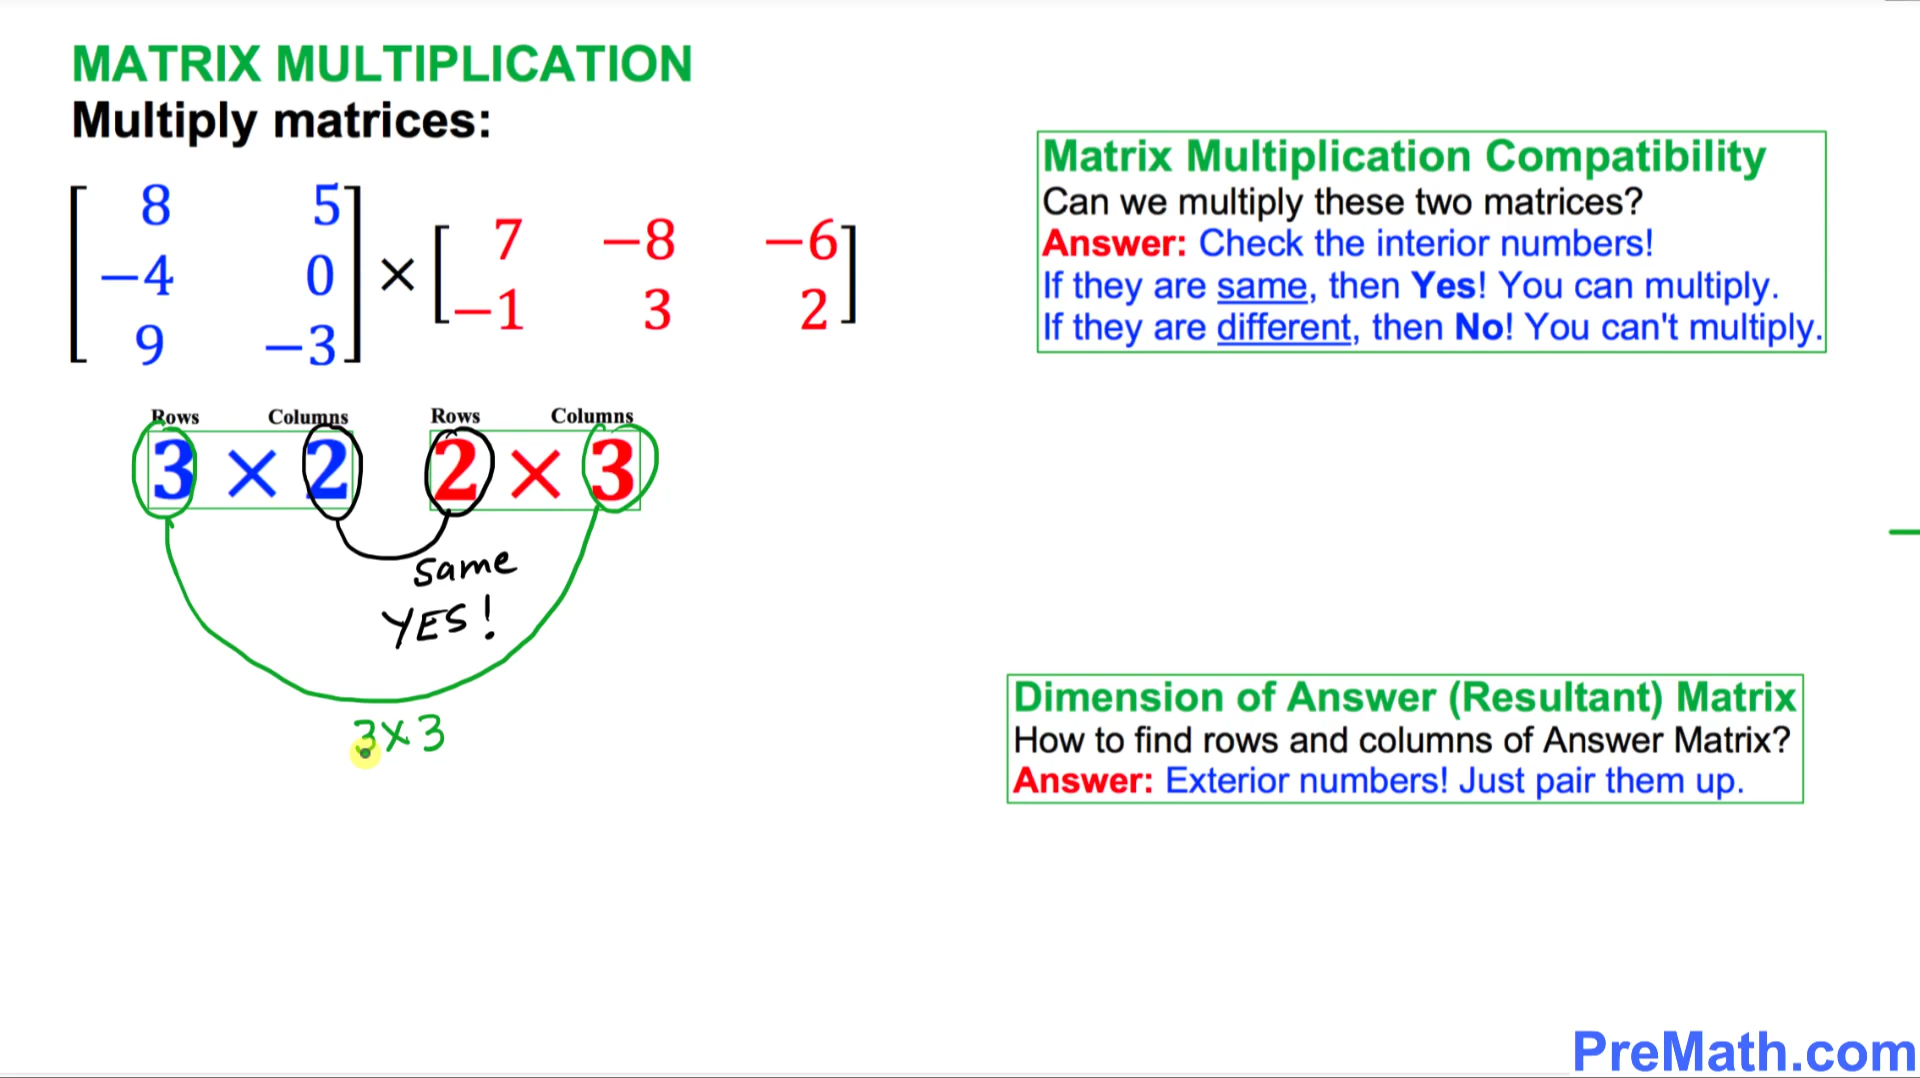 MATRIX MULTIPLICATION
Multiply matrices:
8 5
−4 0
9 −3
×
7 −8 −6
−1 3 2
Rows Columns Rows Columns
3 × 2 2 × 3
same
YES!
3×3
Matrix Multiplication Compatibility
Can we multiply these two matrices?
Answer: Check the interior numbers!
If they are same, then Yes! You can multiply.
If they are different, then No! You can't multiply.
Dimension of Answer (Resultant) Matrix
How to find rows and columns of Answer Matrix?
Answer: Exterior numbers! Just pair them up.
PreMath.com